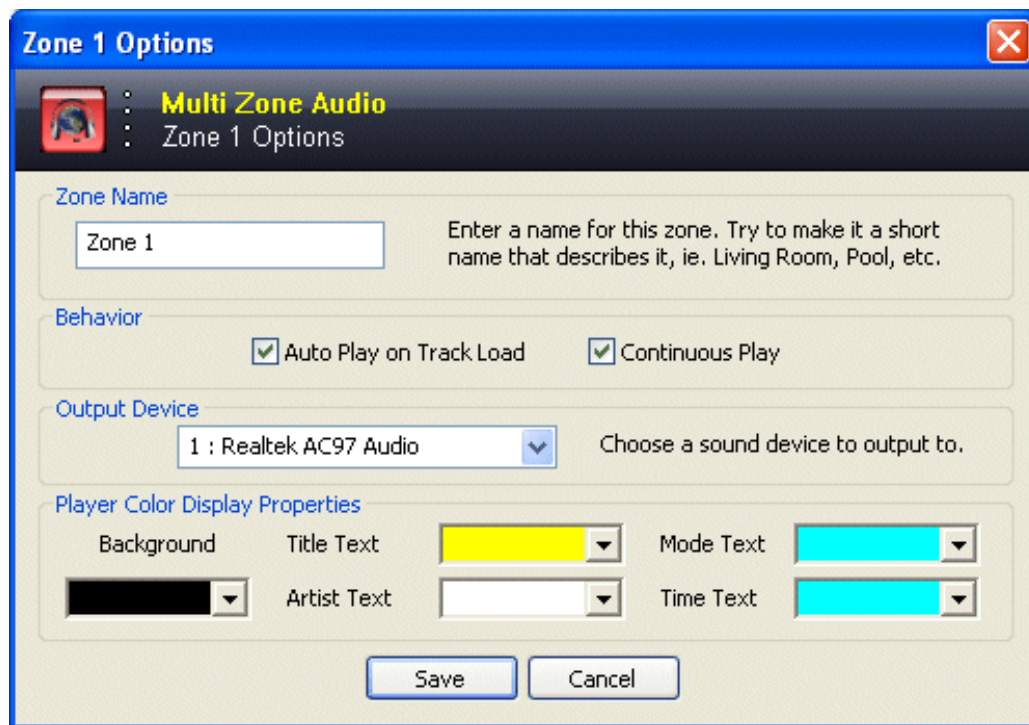 Zone 1 Options
Multi Zone Audio
Zone 1 Options
Zone Name
Zone 1
Enter a name for this zone. Try to make it a short
name that describes it, ie. Living Room, Pool, etc.
Behavior
Auto Play on Track Load
Continuous Play
Output Device
1 : Realtek AC97 Audio
Choose a sound device to output to.
Player Color Display Properties
Background
Title Text
Mode Text
Artist Text
Time Text
Save
Cancel